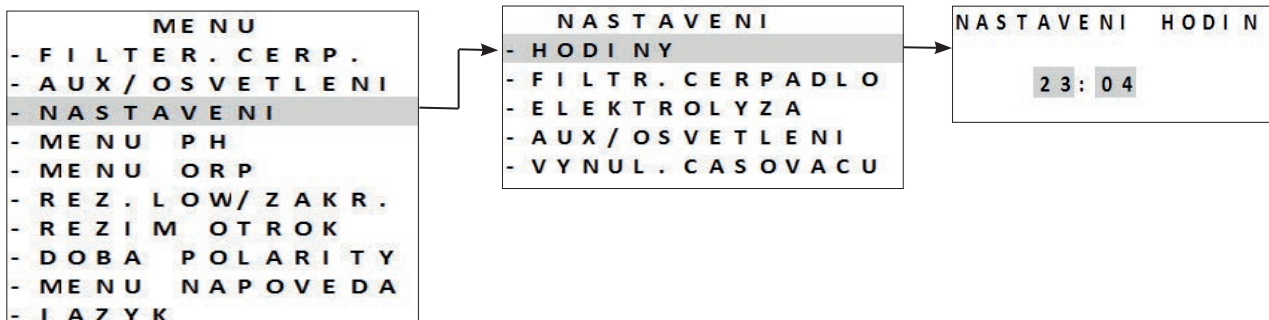 MENU
- FILTER. CERP.
- AUX/OSVETLENI
- NASTAVENI
- MENU PH
- MENU ORP
- REZ. LOW/ZAKR.
- REZIM OTROK
- DOBA POLARITY
- MENU NAPOVEDA
- JAZYK
NASTAVENI
- HODINY
- FILTR. CERPADLO
- ELEKTROLYZA
- AUX/OSVETLENI
- VYNUL. CASOVACU
NASTAVENI HODIN
23:04